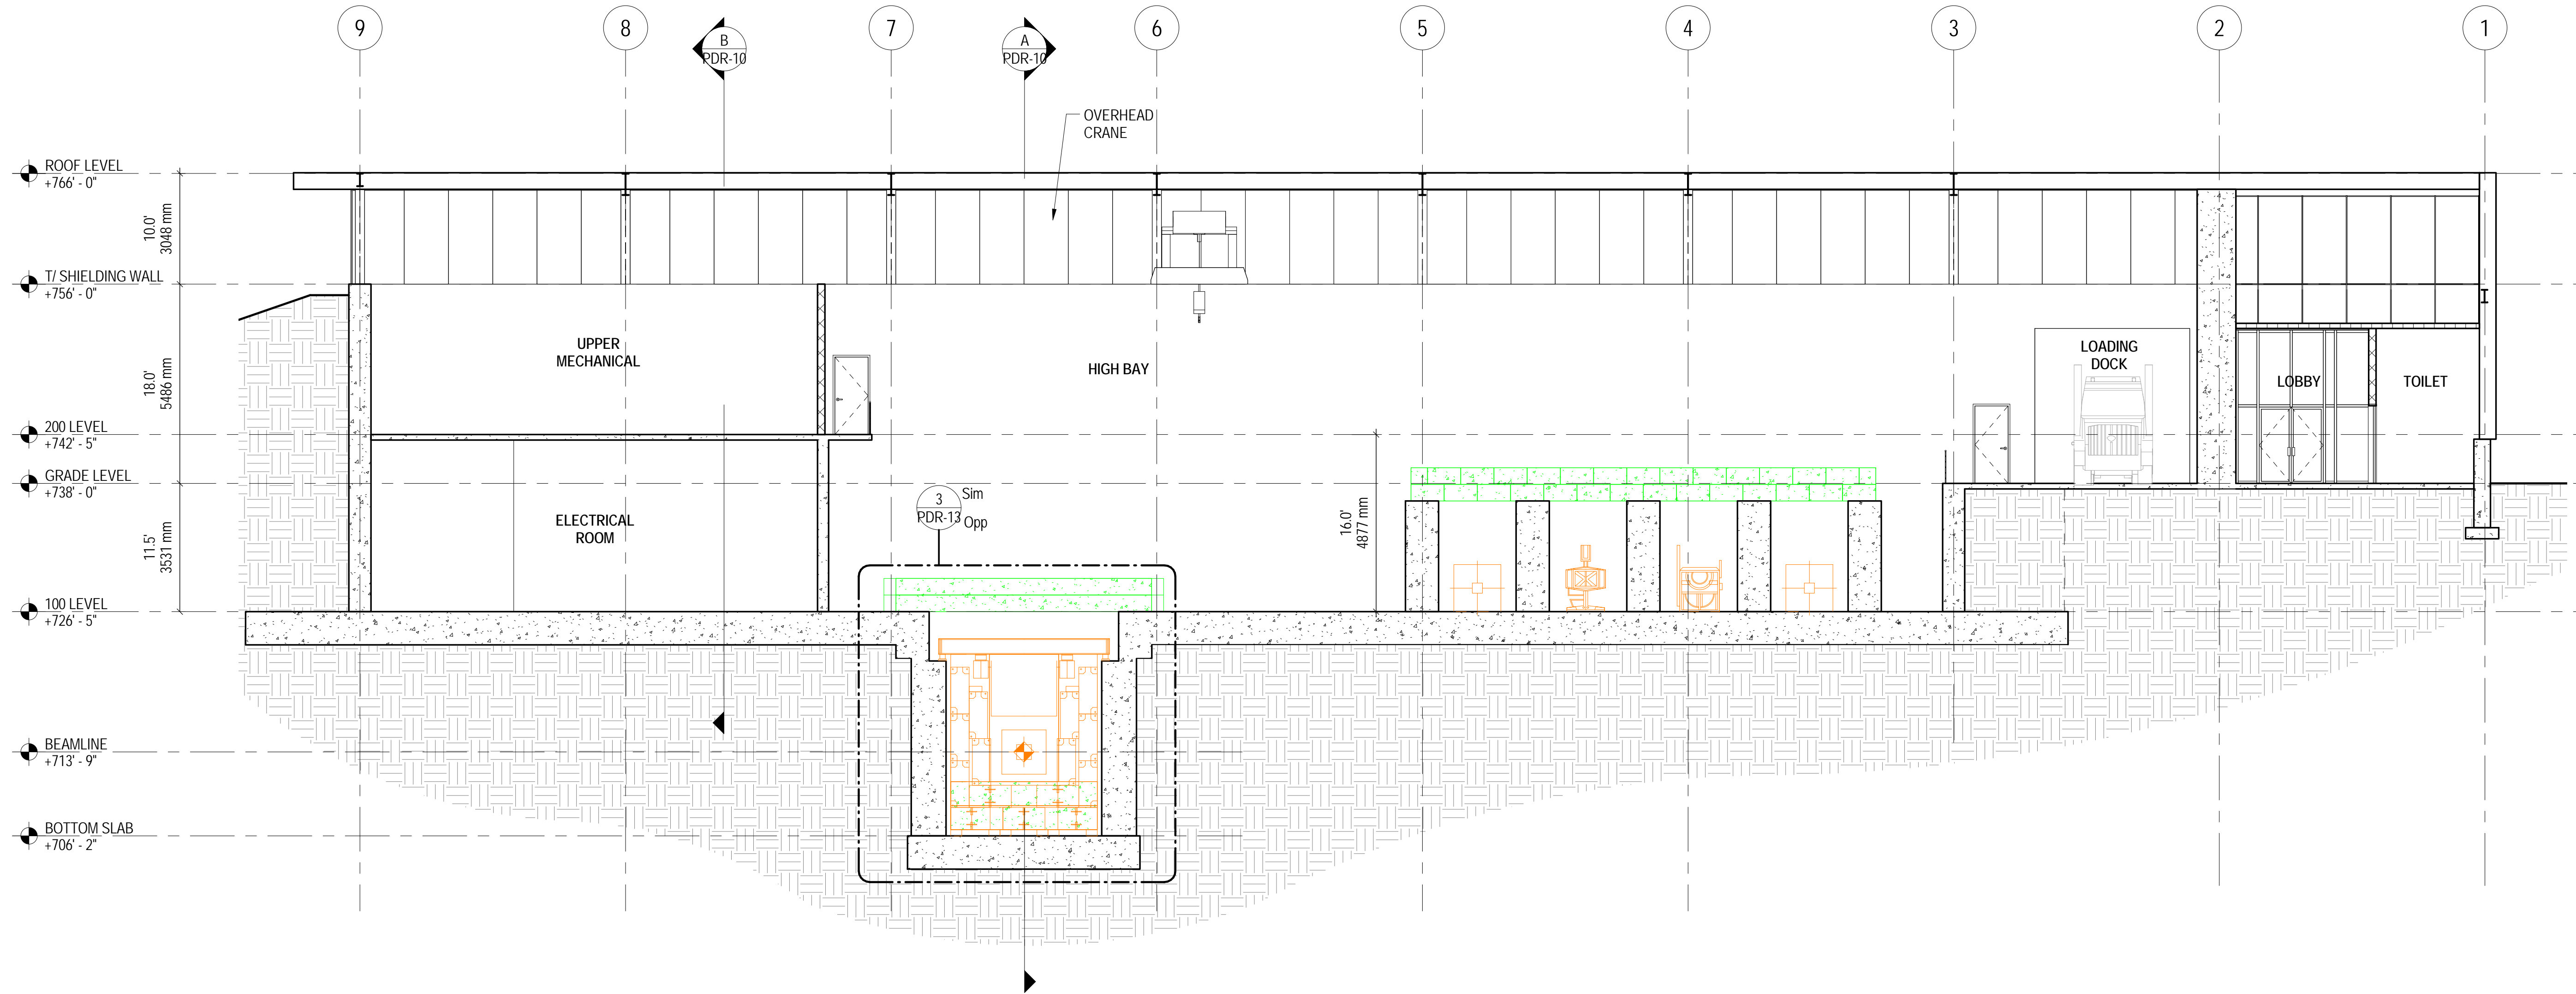 9
8
7
6
5
4
3
2
1
B
PDR-10
A
PDR-10
OVERHEAD
CRANE
ROOF LEVEL
+766' - 0"
10.0'
3048 mm
T/ SHIELDING WALL
+756' - 0"
UPPER
MECHANICAL
HIGH BAY
LOADING
DOCK
LOBBY
TOILET
18.0'
5486 mm
200 LEVEL
+742' - 5"
GRADE LEVEL
+738' - 0"
3
PDR-13
Sim
Opp
ELECTRICAL
ROOM
16.0'
4877 mm
11.5'
3531 mm
100 LEVEL
+726' - 5"
BEAMLINE
+713' - 9"
BOTTOM SLAB
+706' - 2"